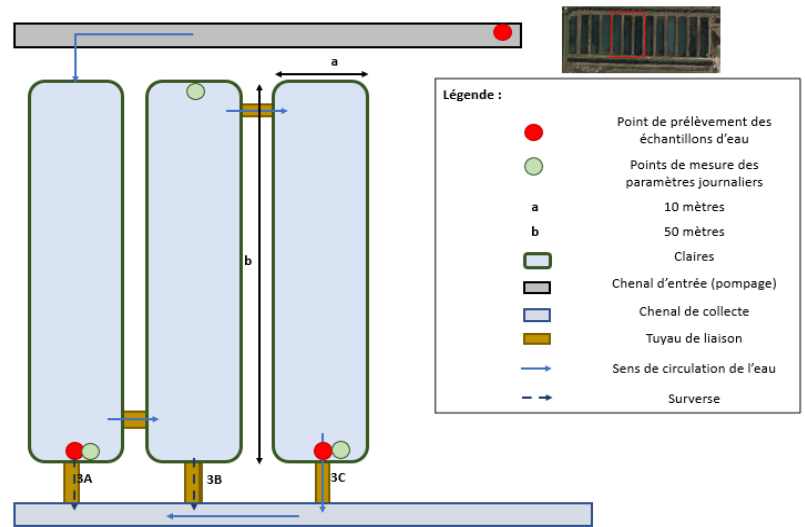 a
b
3A
3B
3C
Légende :
Point de prélèvement des
échantillons d'eau
Points de mesure des
paramètres journaliers
a 10 mètres
b 50 mètres
Claires
Chenal d'entrée (pompage)
Chenal de collecte
Tuyau de liaison
Sens de circulation de l'eau
Surverse